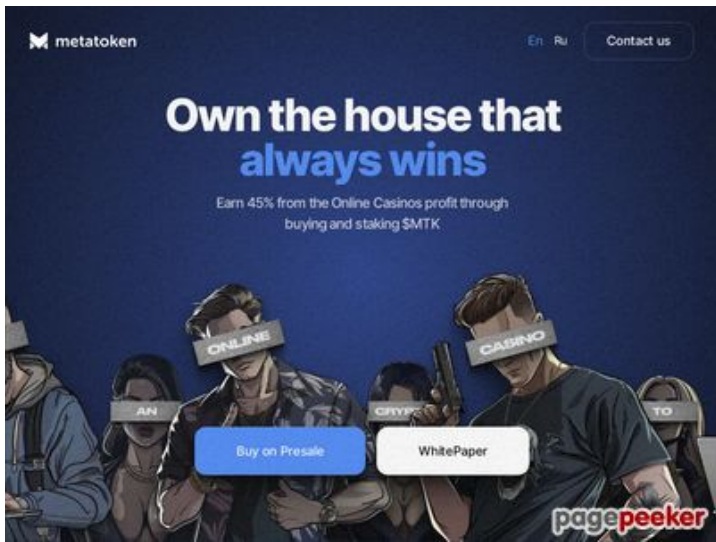 metatoken
En Ru Contact us
Own the house that
always wins
Earn 45% from the Online Casinos profit through
buying and staking $MTK
ONLINE CASINO
AN CRYP TO
Buy on Presale WhitePaper
pagepeeker